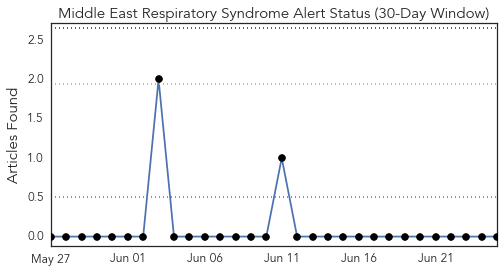 Middle East Respiratory Syndrome Alert Status (30-Day Window)
Articles Found
2.5
2.0
1.5
1.0
0.5
0.0
May 27 Jun 01 Jun 06 Jun 11 Jun 16 Jun 21